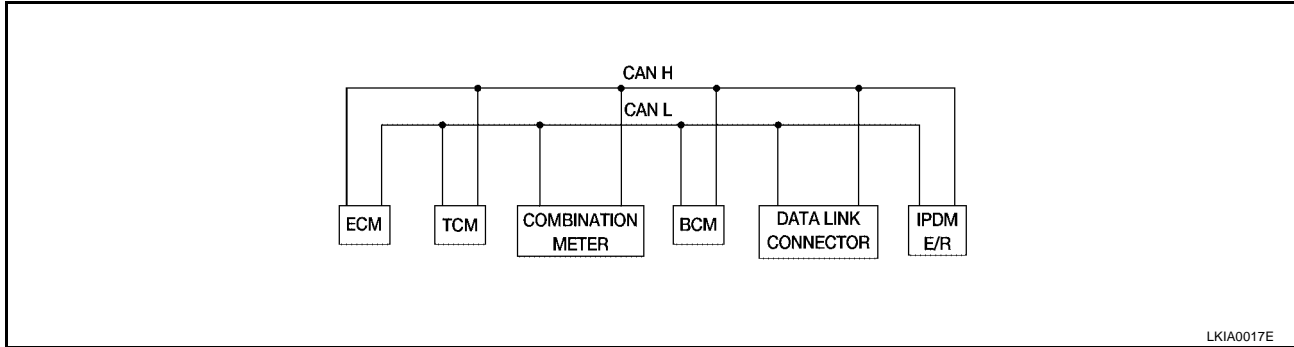 CAN H
CAN L
ECM
TCM
COMBINATION
METER
BCM
DATA LINK
CONNECTOR
IPDM
E/R
LKIA0017E